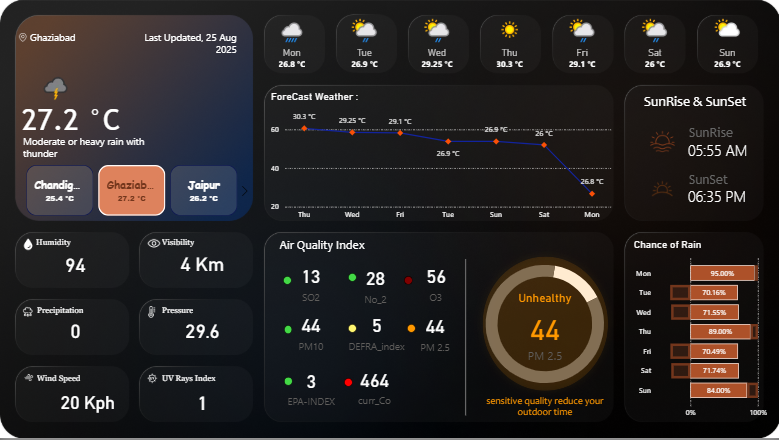 Ghaziabad
Last Updated, 25 Aug
2025
27.2 °C
Moderate or heavy rain with
thunder
Chandig...
25.4 °C
Ghaziab...
27.2 °C
Jaipur
26.2 °C
Mon
26.8 °C
Tue
26.9 °C
Wed
29.25 °C
Thu
30.3 °C
Fri
29.1 °C
Sat
26 °C
Sun
26.9 °C
ForeCast Weather :
60
40
20
30.3 °C
29.25 °C
29.1 °C
26.9 °C
26.9 °C
26 °C
26.8 °C
Thu
Wed
Fri
Tue
Sun
Sat
Mon
SunRise & SunSet
SunRise
05:55 AM
SunSet
06:35 PM
Humidity
94
Visibility
4 Km
Precipitation
0
Pressure
29.6
Wind Speed
20 Kph
UV Rays Index
1
Air Quality Index
13
SO2
28
No_2
56
O3
44
PM10
5
DEFRA_index
44
PM 2.5
3
EPA-INDEX
464
curr_Co
Unhealthy
44
PM 2.5
sensitive quality reduce your
outdoor time
Chance of Rain
Mon
95.00%
Tue
70.16%
Wed
71.55%
Thu
89.00%
Fri
70.49%
Sat
71.74%
Sun
84.00%
0%
100%